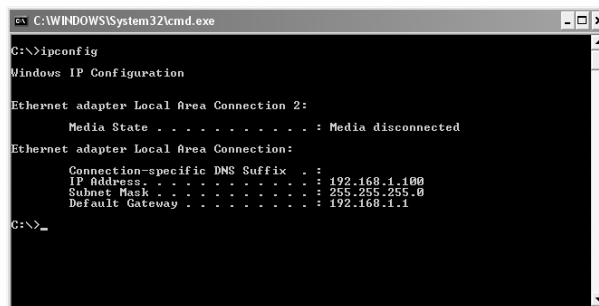 C:\WINDOWS\System32\cmd.exe
C:\>ipconfig
Windows IP Configuration
Ethernet adapter Local Area Connection 2:
Media State . . . . . . . . . . . : Media disconnected
Ethernet adapter Local Area Connection:
Connection-specific DNS Suffix  . :
IP Address. . . . . . . . . . . . : 192.168.1.100
Subnet Mask . . . . . . . . . . . : 255.255.255.0
Default Gateway . . . . . . . . . : 192.168.1.1
C:\>_